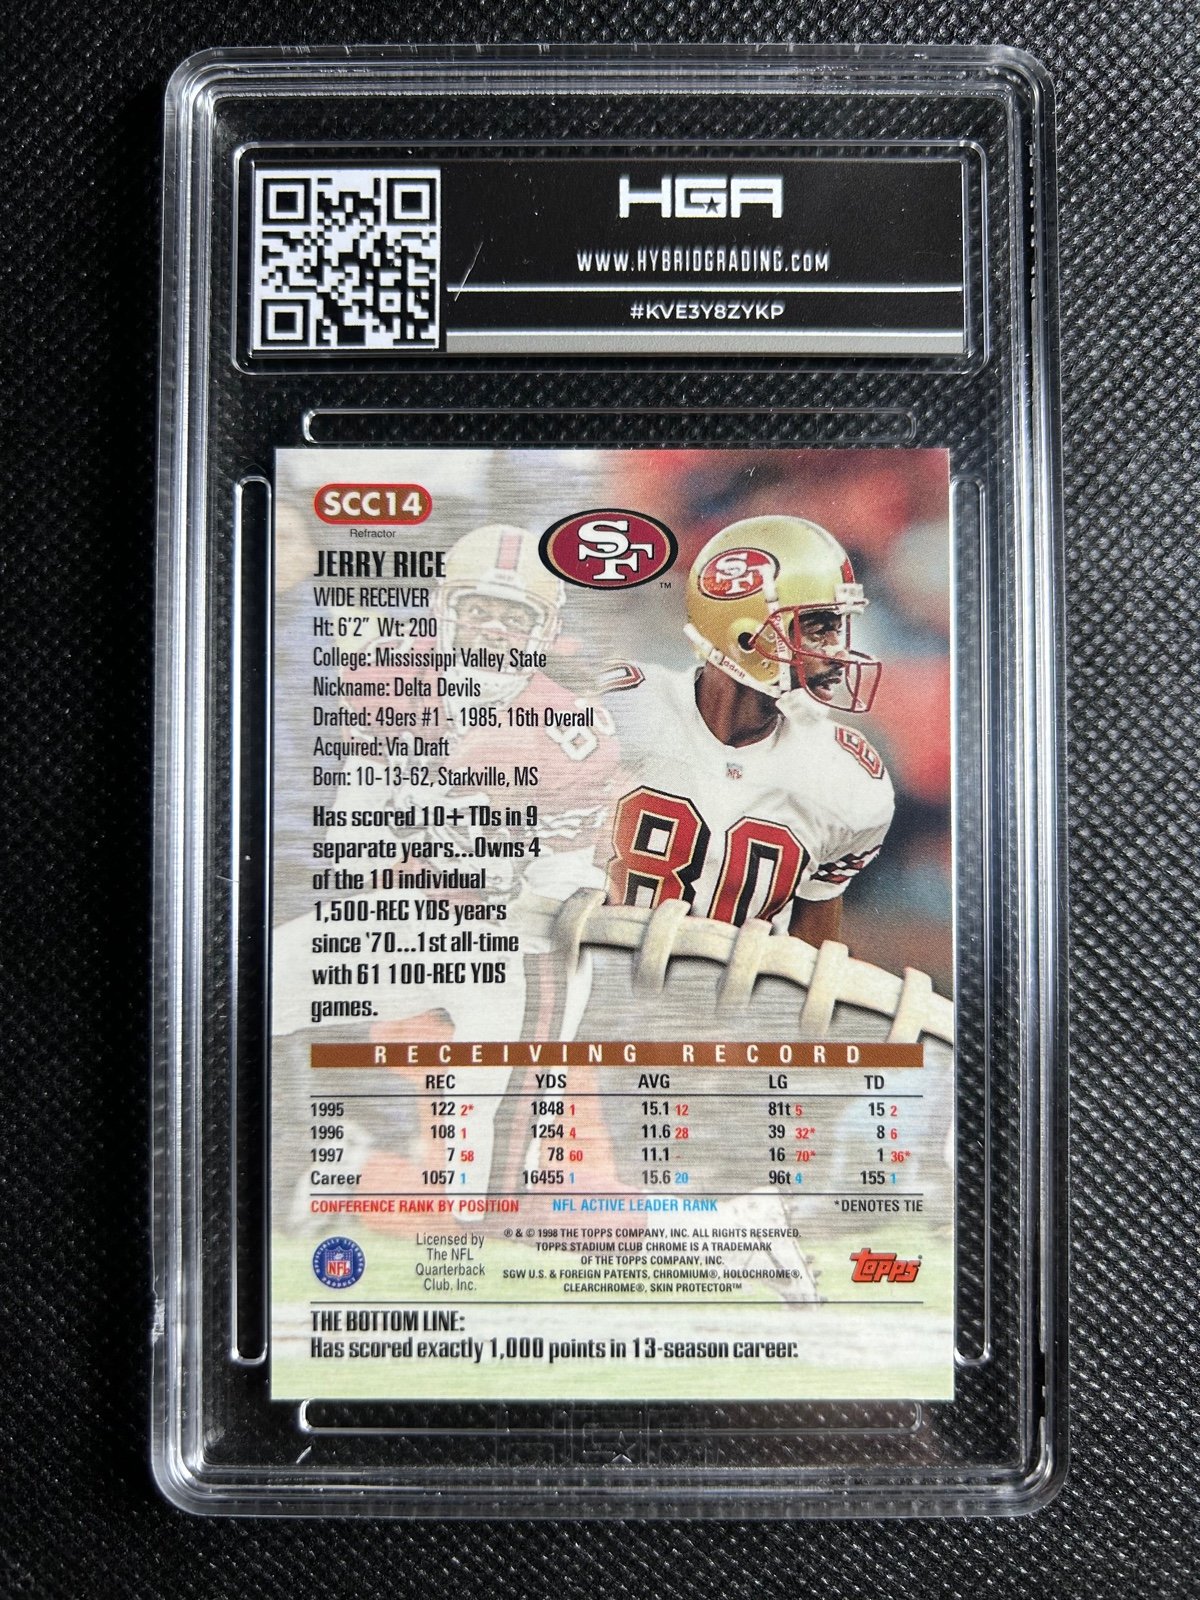 HGA
WWW.HYBRIDGRADING.COM
#KVE3Y8ZYKP
SCC14
Refractor
JERRY RICE
WIDE RECEIVER
Ht: 6'2" Wt: 200
College: Mississippi Valley State
Nickname: Delta Devils
Drafted: 49ers #1 - 1985, 16th Overall
Acquired: Via Draft
Born: 10-13-62, Starkville, MS
Has scored 10+ TDs in 9
separate years...Owns 4
of the 10 individual
1,500-REC YDS years
since '70...1st all-time
with 61 100-REC YDS
games.
SF
TM
SF
Riddell
80
NFL
80
RECEIVING RECORD
REC YDS AVG LG TD
1995 122 2* 1848 1 15.1 12 81t 5 15 2
1996 108 1 1254 4 11.6 28 39 32* 8 6
1997 7 58 78 60 11.1 - 16 70* 1 36*
Career 1057 1 16455 1 15.6 20 96t 4 155 1
CONFERENCE RANK BY POSITION NFL ACTIVE LEADER RANK *DENOTES TIE
NFL
Licensed by
The NFL
Quarterback
Club. Inc.
® & © 1998 THE TOPPS COMPANY, INC. ALL RIGHTS RESERVED.
TOPPS STADIUM CLUB CHROME IS A TRADEMARK
OF THE TOPPS COMPANY, INC.
SGW U.S. & FOREIGN PATENTS, CHROMIUM®, HOLOCHROME®,
CLEARCHROME®, SKIN PROTECTOR™
TOPPS®
THE BOTTOM LINE:
Has scored exactly 1,000 points in 13-season career.